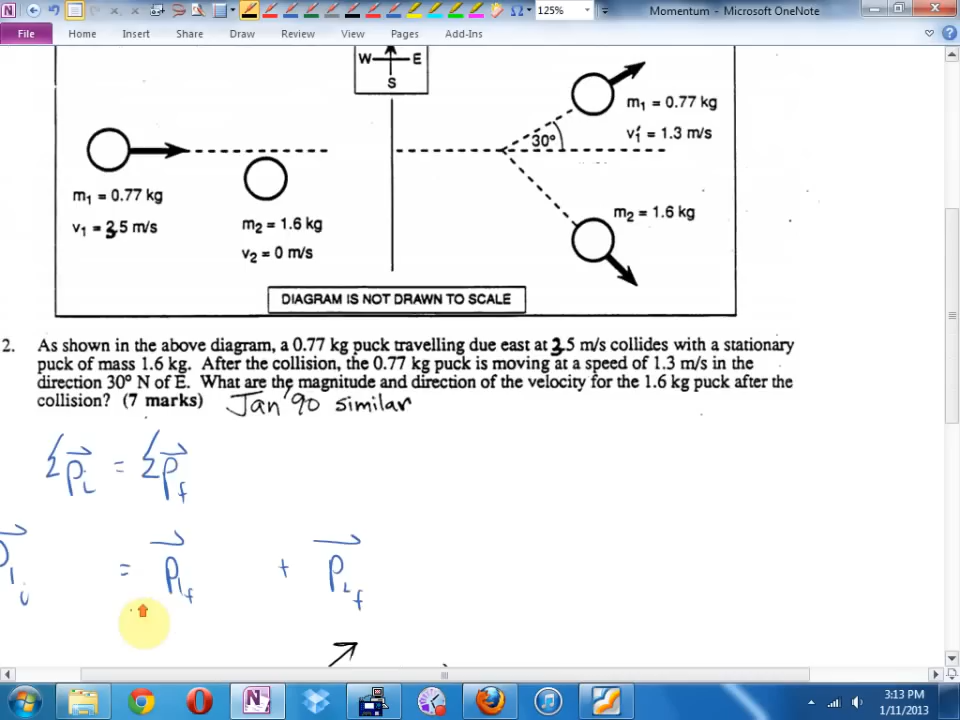 125%
Momentum - Microsoft OneNote
File Home Insert Share Draw Review View Pages Add-Ins
W E
S
m₁ = 0.77 kg
v₁ = 3.5 m/s
m₂ = 1.6 kg
v₂ = 0 m/s
30°
m₁ = 0.77 kg
v₁' = 1.3 m/s
m₂ = 1.6 kg
DIAGRAM IS NOT DRAWN TO SCALE
2. As shown in the above diagram, a 0.77 kg puck travelling due east at 3.5 m/s collides with a stationary
puck of mass 1.6 kg. After the collision, the 0.77 kg puck is moving at a speed of 1.3 m/s in the
direction 30° N of E. What are the magnitude and direction of the velocity for the 1.6 kg puck after the
collision? (7 marks) Jan '90 similar
Σp⃗i = Σp⃗f
p⃗1i = p⃗1f + p⃗2f
3:13 PM
1/11/2013